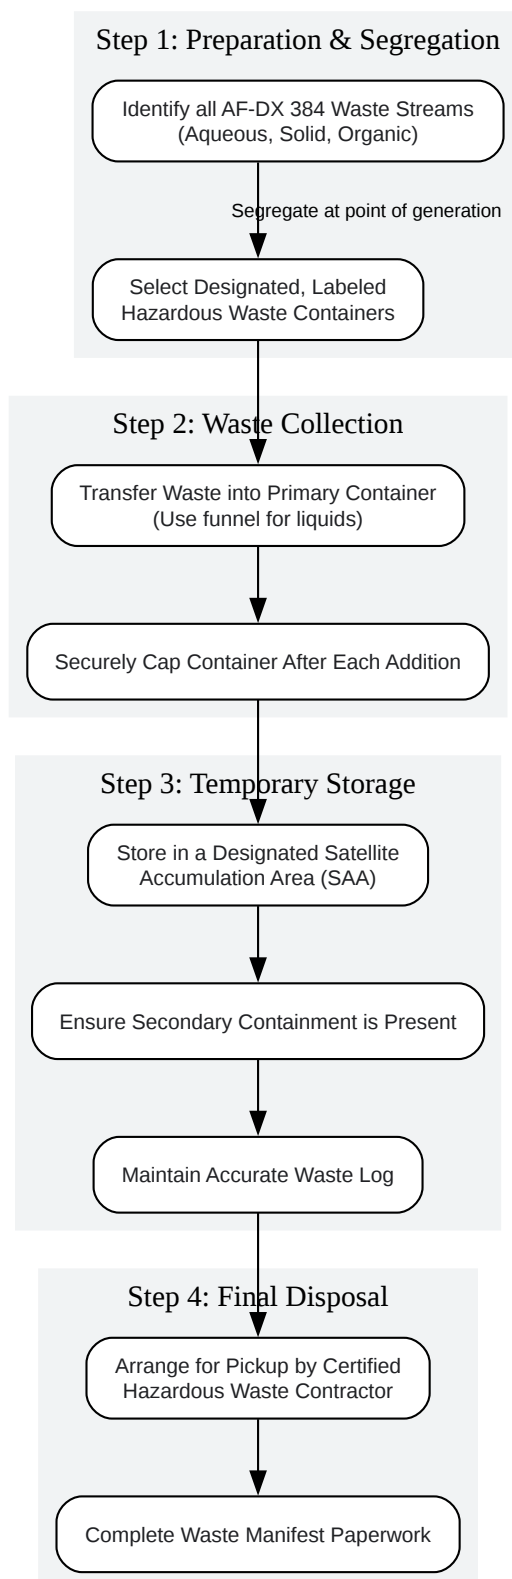 Step 1: Preparation & Segregation
Identify all AF-DX 384 Waste Streams
(Aqueous, Solid, Organic)
Segregate at point of generation
Select Designated, Labeled
Hazardous Waste Containers
Step 2: Waste Collection
Transfer Waste into Primary Container
(Use funnel for liquids)
Securely Cap Container After Each Addition
Step 3: Temporary Storage
Store in a Designated Satellite
Accumulation Area (SAA)
Ensure Secondary Containment is Present
Maintain Accurate Waste Log
Step 4: Final Disposal
Arrange for Pickup by Certified
Hazardous Waste Contractor
Complete Waste Manifest Paperwork